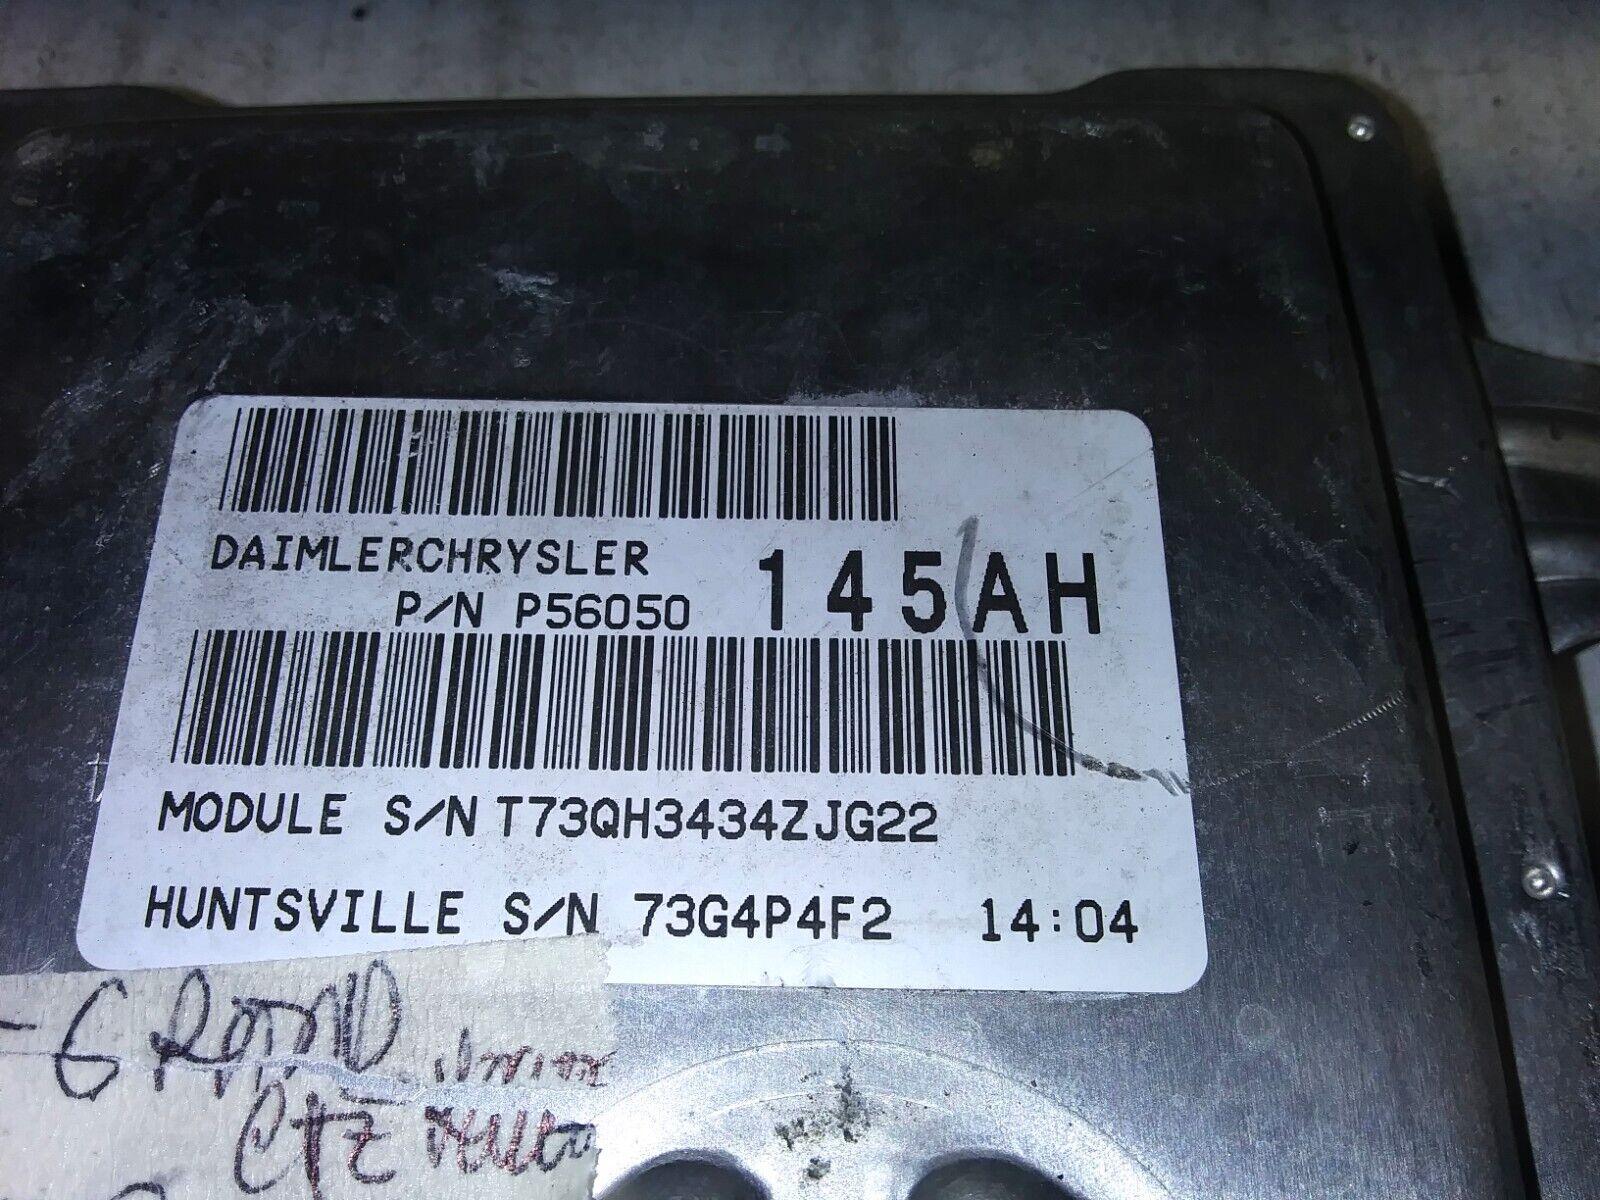 DAIMLERCHRYSLER
P/N P56050 145AH
MODULE S/N T73QH3434ZJG22
HUNTSVILLE S/N 73G4P4F2 14:04